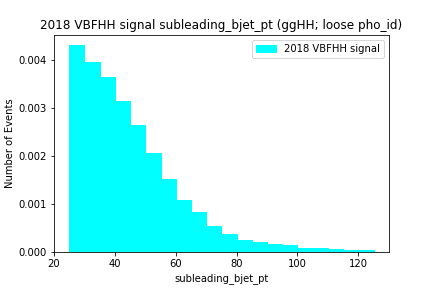 2018 VBFHH signal subleading_bjet_pt (ggHH; loose pho_id)
2018 VBFHH signal
Number of Events
0.004
0.003
0.002
0.001
0.000
20 40 60 80 100 120
subleading_bjet_pt